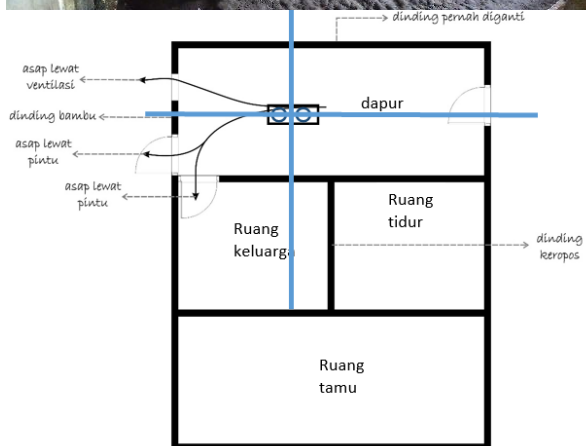 dinding pernah diganti
asap lewat
ventilasi
dapur
dinding bambu
asap lewat
pintu
asap lewat
pintu
Ruang
keluarga
Ruang
tidur
dinding
keropos
Ruang
tamu